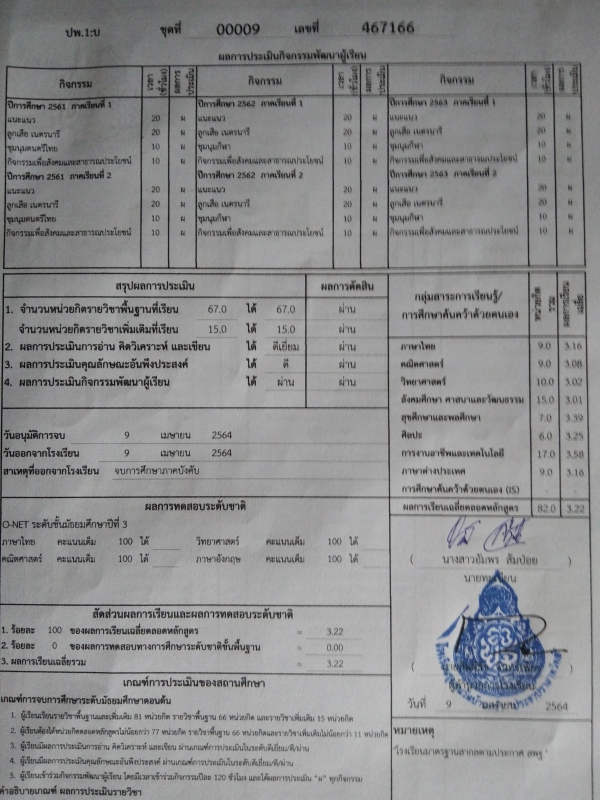 ปพ.1:บ ชุดที่ 00009 เลขที่ 467166
ผลการประเมินกิจกรรมพัฒนาผู้เรียน
กิจกรรม เวลา (ชั่วโมง) ผลการประเมิน กิจกรรม เวลา (ชั่วโมง) ผลการประเมิน กิจกรรม เวลา (ชั่วโมง) ผลการประเมิน
ปีการศึกษา 2561 ภาคเรียนที่ 1 ปีการศึกษา 2562 ภาคเรียนที่ 1 ปีการศึกษา 2563 ภาคเรียนที่ 1
แนะแนว 20 ผ แนะแนว 20 ผ แนะแนว 20 ผ
ลูกเสือ เนตรนารี 20 ผ ลูกเสือ เนตรนารี 20 ผ ลูกเสือ เนตรนารี 20 ผ
ชุมนุมดนตรีไทย 10 ผ ชุมนุมกีฬา 10 ผ ชุมนุมกีฬา 10 ผ
กิจกรรมเพื่อสังคมและสาธารณประโยชน์ 10 ผ กิจกรรมเพื่อสังคมและสาธารณประโยชน์ 10 ผ กิจกรรมเพื่อสังคมและสาธารณประโยชน์ 10 ผ
ปีการศึกษา 2561 ภาคเรียนที่ 2 ปีการศึกษา 2562 ภาคเรียนที่ 2 ปีการศึกษา 2563 ภาคเรียนที่ 2
แนะแนว 20 ผ แนะแนว 20 ผ แนะแนว 20 ผ
ลูกเสือ เนตรนารี 20 ผ ลูกเสือ เนตรนารี 20 ผ ลูกเสือ เนตรนารี 20 ผ
ชุมนุมดนตรีไทย 10 ผ ชุมนุมกีฬา 10 ผ ชุมนุมกีฬา 10 ผ
กิจกรรมเพื่อสังคมและสาธารณประโยชน์ 10 ผ กิจกรรมเพื่อสังคมและสาธารณประโยชน์ 10 ผ กิจกรรมเพื่อสังคมและสาธารณประโยชน์ 10 ผ
สรุปผลการประเมิน ผลการตัดสิน
1. จำนวนหน่วยกิตรายวิชาพื้นฐานที่เรียน 67.0 ได้ 67.0 ผ่าน
จำนวนหน่วยกิตรายวิชาเพิ่มเติมที่เรียน 15.0 ได้ 15.0 ผ่าน
2. ผลการประเมินการอ่าน คิดวิเคราะห์ และเขียน ได้ ดีเยี่ยม ผ่าน
3. ผลการประเมินคุณลักษณะอันพึงประสงค์ ได้ ดี ผ่าน
4. ผลการประเมินกิจกรรมพัฒนาผู้เรียน ได้ ผ่าน ผ่าน
วันอนุมัติการจบ 9 เมษายน 2564
วันออกจากโรงเรียน 9 เมษายน 2564
สาเหตุที่ออกจากโรงเรียน จบการศึกษาภาคบังคับ
ผลการทดสอบระดับชาติ
O-NET ระดับชั้นมัธยมศึกษาปีที่ 3
ภาษาไทย คะแนนเต็ม 100 ได้ วิทยาศาสตร์ คะแนนเต็ม 100 ได้
คณิตศาสตร์ คะแนนเต็ม 100 ได้ ภาษาอังกฤษ คะแนนเต็ม 100 ได้
สัดส่วนผลการเรียนและผลการทดสอบระดับชาติ
1. ร้อยละ 100 ของผลการเรียนเฉลี่ยตลอดหลักสูตร = 3.22
2. ร้อยละ 0 ของผลการทดสอบทางการศึกษาระดับชาติขั้นพื้นฐาน = 0.00
3. ผลการเรียนเฉลี่ยรวม = 3.22
เกณฑ์การประเมินของสถานศึกษา
เกณฑ์การจบการศึกษาระดับมัธยมศึกษาตอนต้น
1. ผู้เรียนเรียนรายวิชาพื้นฐานและเพิ่มเติม 81 หน่วยกิต รายวิชาพื้นฐาน 66 หน่วยกิต และรายวิชาเพิ่มเติม 15 หน่วยกิต
2. ผู้เรียนต้องได้หน่วยกิตตลอดหลักสูตรไม่น้อยกว่า 77 หน่วยกิต รายวิชาพื้นฐาน 66 หน่วยกิตและรายวิชาเพิ่มเติมไม่น้อยกว่า 11 หน่วยกิต
3. ผู้เรียนมีผลการประเมินการอ่าน คิดวิเคราะห์ และเขียน ผ่านเกณฑ์การประเมินในระดับดีเยี่ยม/ดี/ผ่าน
4. ผู้เรียนมีผลการประเมินคุณลักษณะอันพึงประสงค์ ผ่านเกณฑ์การประเมินในระดับดีเยี่ยม/ดี/ผ่าน
5. ผู้เรียนเข้าร่วมกิจกรรมพัฒนาผู้เรียน โดยมีเวลาเข้าร่วมกิจกรรมปีละ 120 ชั่วโมง และได้ผลการประเมิน "ผ" ทุกกิจกรรม
คำอธิบายเกณฑ์ ผลการประเมินรายวิชา
กลุ่มสาระการเรียนรู้/
การศึกษาค้นคว้าด้วยตนเอง หน่วยกิตรวม ผลการเรียนเฉลี่ย
ภาษาไทย 9.0 3.16
คณิตศาสตร์ 9.0 3.08
วิทยาศาสตร์ 10.0 3.02
สังคมศึกษา ศาสนาและวัฒนธรรม 15.0 3.01
สุขศึกษาและพลศึกษา 7.0 3.39
ศิลปะ 6.0 3.25
การงานอาชีพและเทคโนโลยี 17.0 3.58
ภาษาต่างประเทศ 9.0 3.16
การศึกษาค้นคว้าด้วยตนเอง (IS)
ผลการเรียนเฉลี่ยตลอดหลักสูตร 82.0 3.22
( นางสาวอัมพร สัมป่อย )
นายทะเบียน
วันที่ 9 เมษายน 2564
หมายเหตุ
"โรงเรียนมาตรฐานสากลตามประกาศ สพฐ."